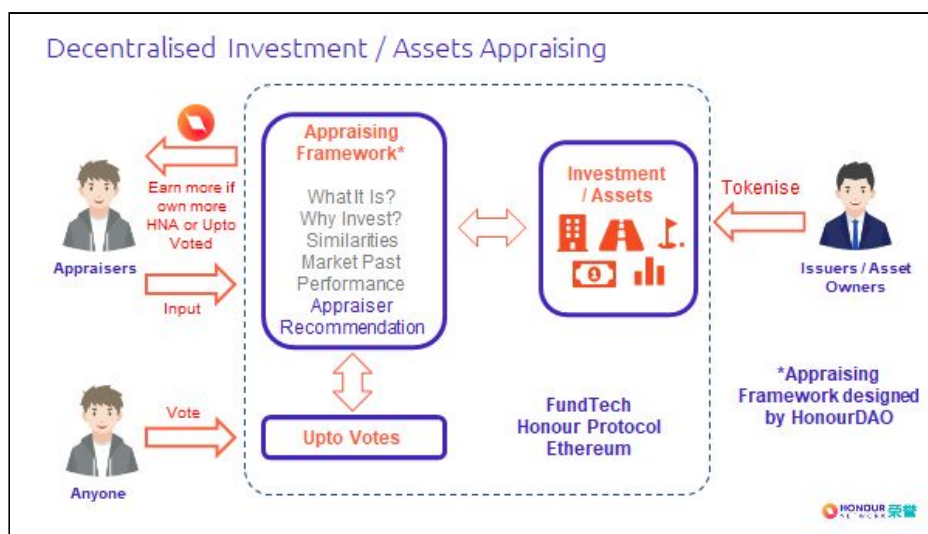 Decentralised Investment / Assets Appraising
Earn more if
own more
HNA or Upto
Voted
Appraisers
Input
Appraising
Framework*
What It Is?
Why Invest?
Similarities
Market Past
Performance
Appraiser
Recommendation
Investment
/ Assets
1
Tokenise
Issuers / Asset
Owners
Vote
Anyone
Upto Votes
FundTech
Honour Protocol
Ethereum
*Appraising
Framework designed
by HonourDAO
HONOUR 荣誉
NETWORK